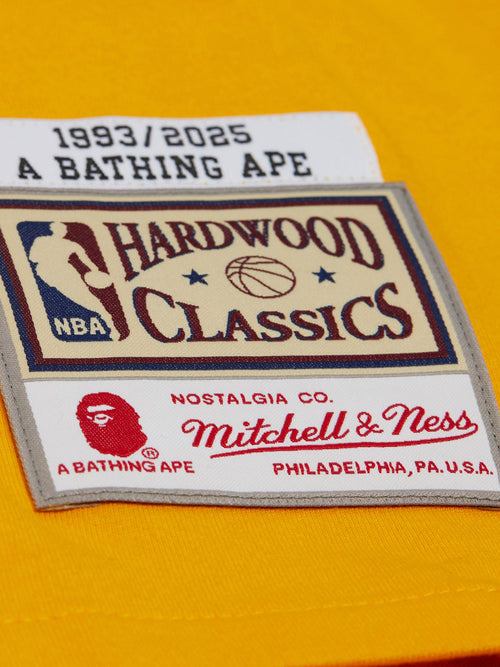 1993/2025
A BATHING APE
HARDWOOD
CLASSICS
NBA
NOSTALGIA CO.
Mitchell & Ness
PHILADELPHIA, PA. U.S.A.
®
A BATHING APE